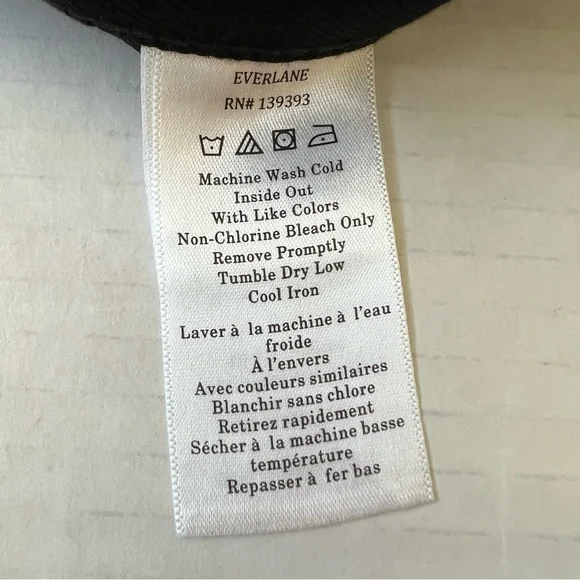 EVERLANE
RN# 139393
Machine Wash Cold
Inside Out
With Like Colors
Non-Chlorine Bleach Only
Remove Promptly
Tumble Dry Low
Cool Iron
Laver à la machine à l'eau
froide
À l'envers
Avec couleurs similaires
Blanchir sans chlore
Retirez rapidement
Sécher à la machine basse
température
Repasser à fer bas